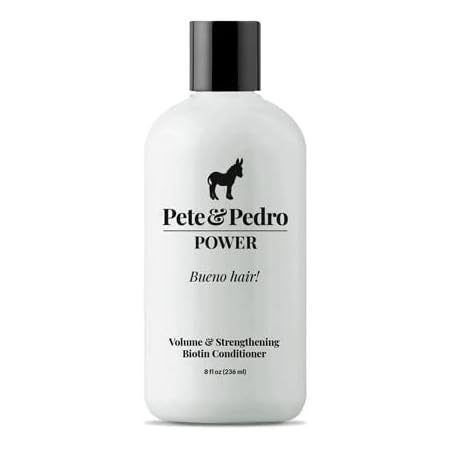 Pete & Pedro
POWER
Bueno hair!
Volume & Strengthening
Biotin Conditioner
8 fl oz (236 ml)